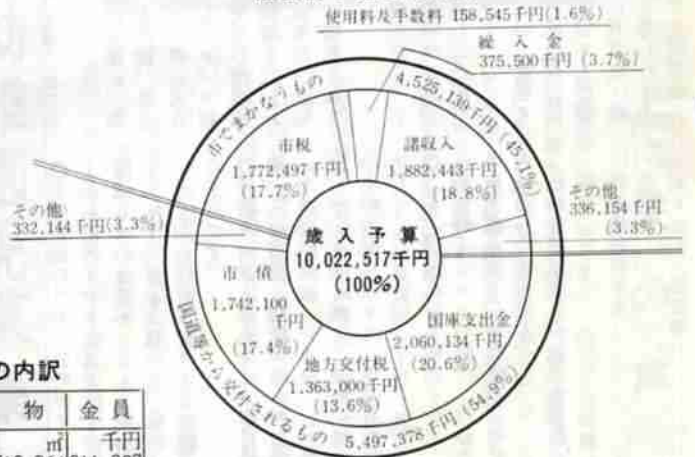 使用料及手数料 158,545千円(1.6%)
繰入金
375,500千円(3.7%)
市でまかなうもの 4,525,139千円(45.1%)
市税
1,772,497千円
(17.7%)
諸収入
1,882,443千円
(18.8%)
その他
332,144千円(3.3%)
その他
336,154千円
(3.3%)
歳入予算
10,022,517千円
(100%)
市債
1,742,100
千円
(17.4%)
国庫支出金
2,060,134千円
(20.6%)
地方交付税
1,363,000千円
(13.6%)
国道等から交付されるもの 5,497,378千円(54.9%)
の内訳
物 金員
㎡ 千円